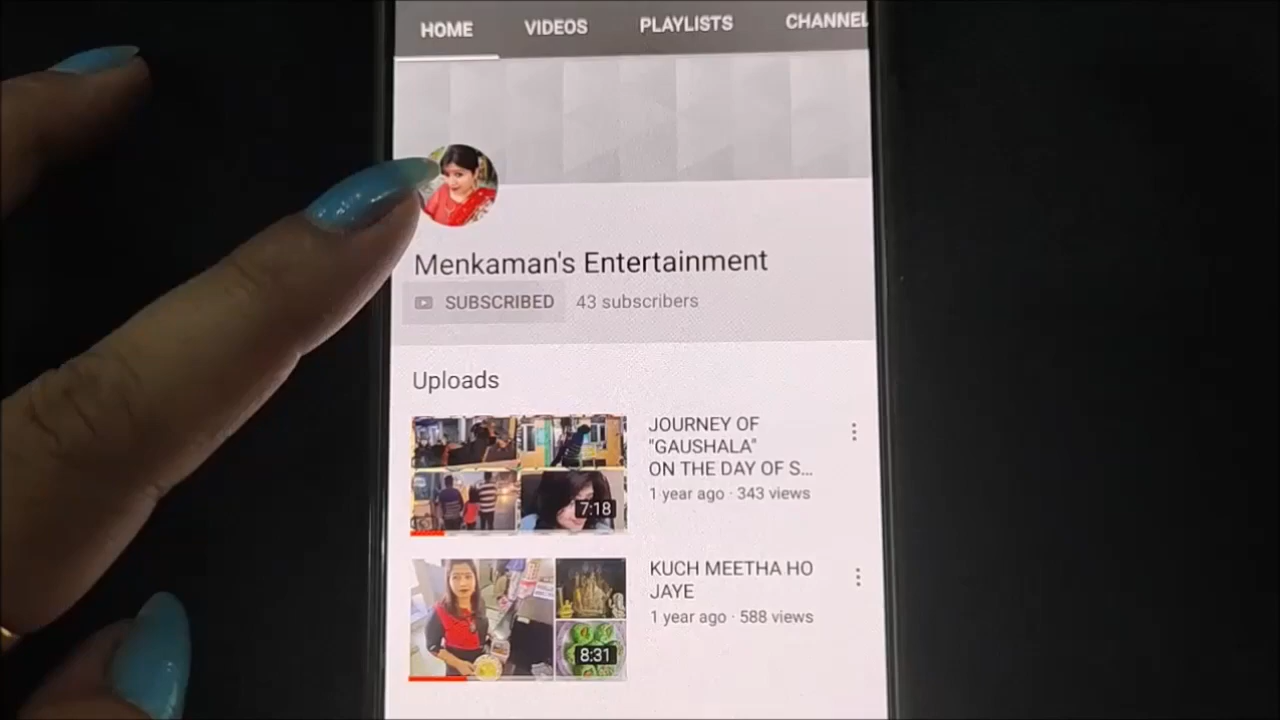 HOME VIDEOS PLAYLISTS CHANNEL
Menkaman's Entertainment
SUBSCRIBED 43 subscribers
Uploads
JOURNEY OF
"GAUSHALA"
ON THE DAY OF S...
1 year ago · 343 views
7:18
KUCH MEETHA HO
JAYE
1 year ago · 588 views
8:31